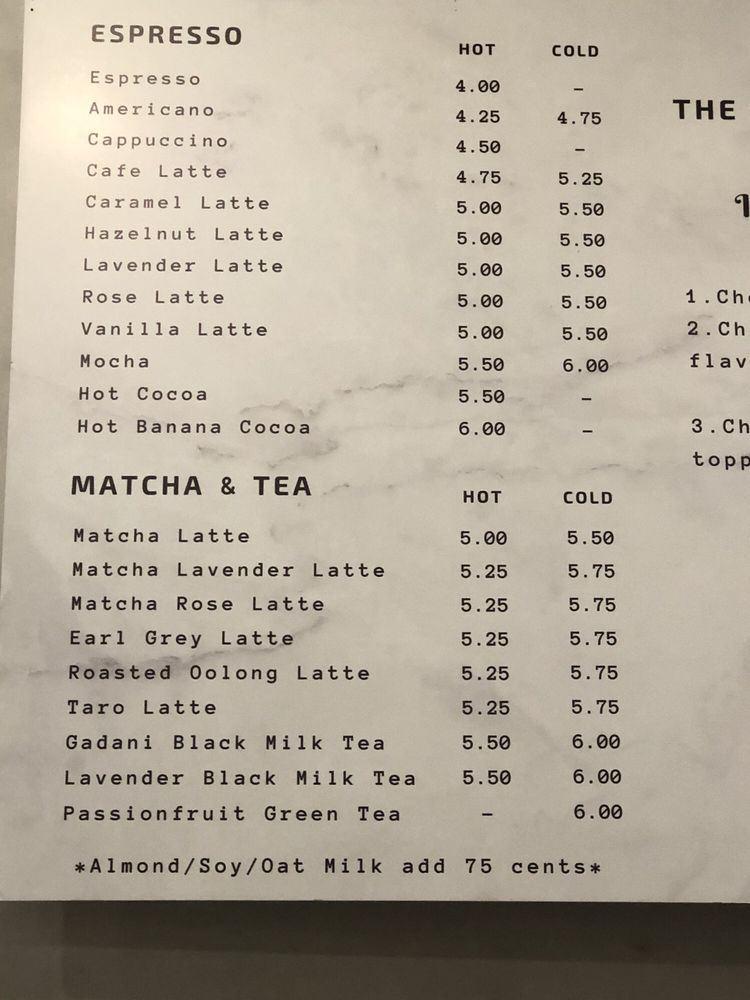 ESPRESSO HOT COLD
Espresso 4.00 –
Americano 4.25 4.75
Cappuccino 4.50 –
Cafe Latte 4.75 5.25
Caramel Latte 5.00 5.50
Hazelnut Latte 5.00 5.50
Lavender Latte 5.00 5.50
Rose Latte 5.00 5.50
Vanilla Latte 5.00 5.50
Mocha 5.50 6.00
Hot Cocoa 5.50 –
Hot Banana Cocoa 6.00 –
MATCHA & TEA HOT COLD
Matcha Latte 5.00 5.50
Matcha Lavender Latte 5.25 5.75
Matcha Rose Latte 5.25 5.75
Earl Grey Latte 5.25 5.75
Roasted Oolong Latte 5.25 5.75
Taro Latte 5.25 5.75
Gadani Black Milk Tea 5.50 6.00
Lavender Black Milk Tea 5.50 6.00
Passionfruit Green Tea – 6.00
*Almond/Soy/Oat Milk add 75 cents*
THE
1.
2.
3.